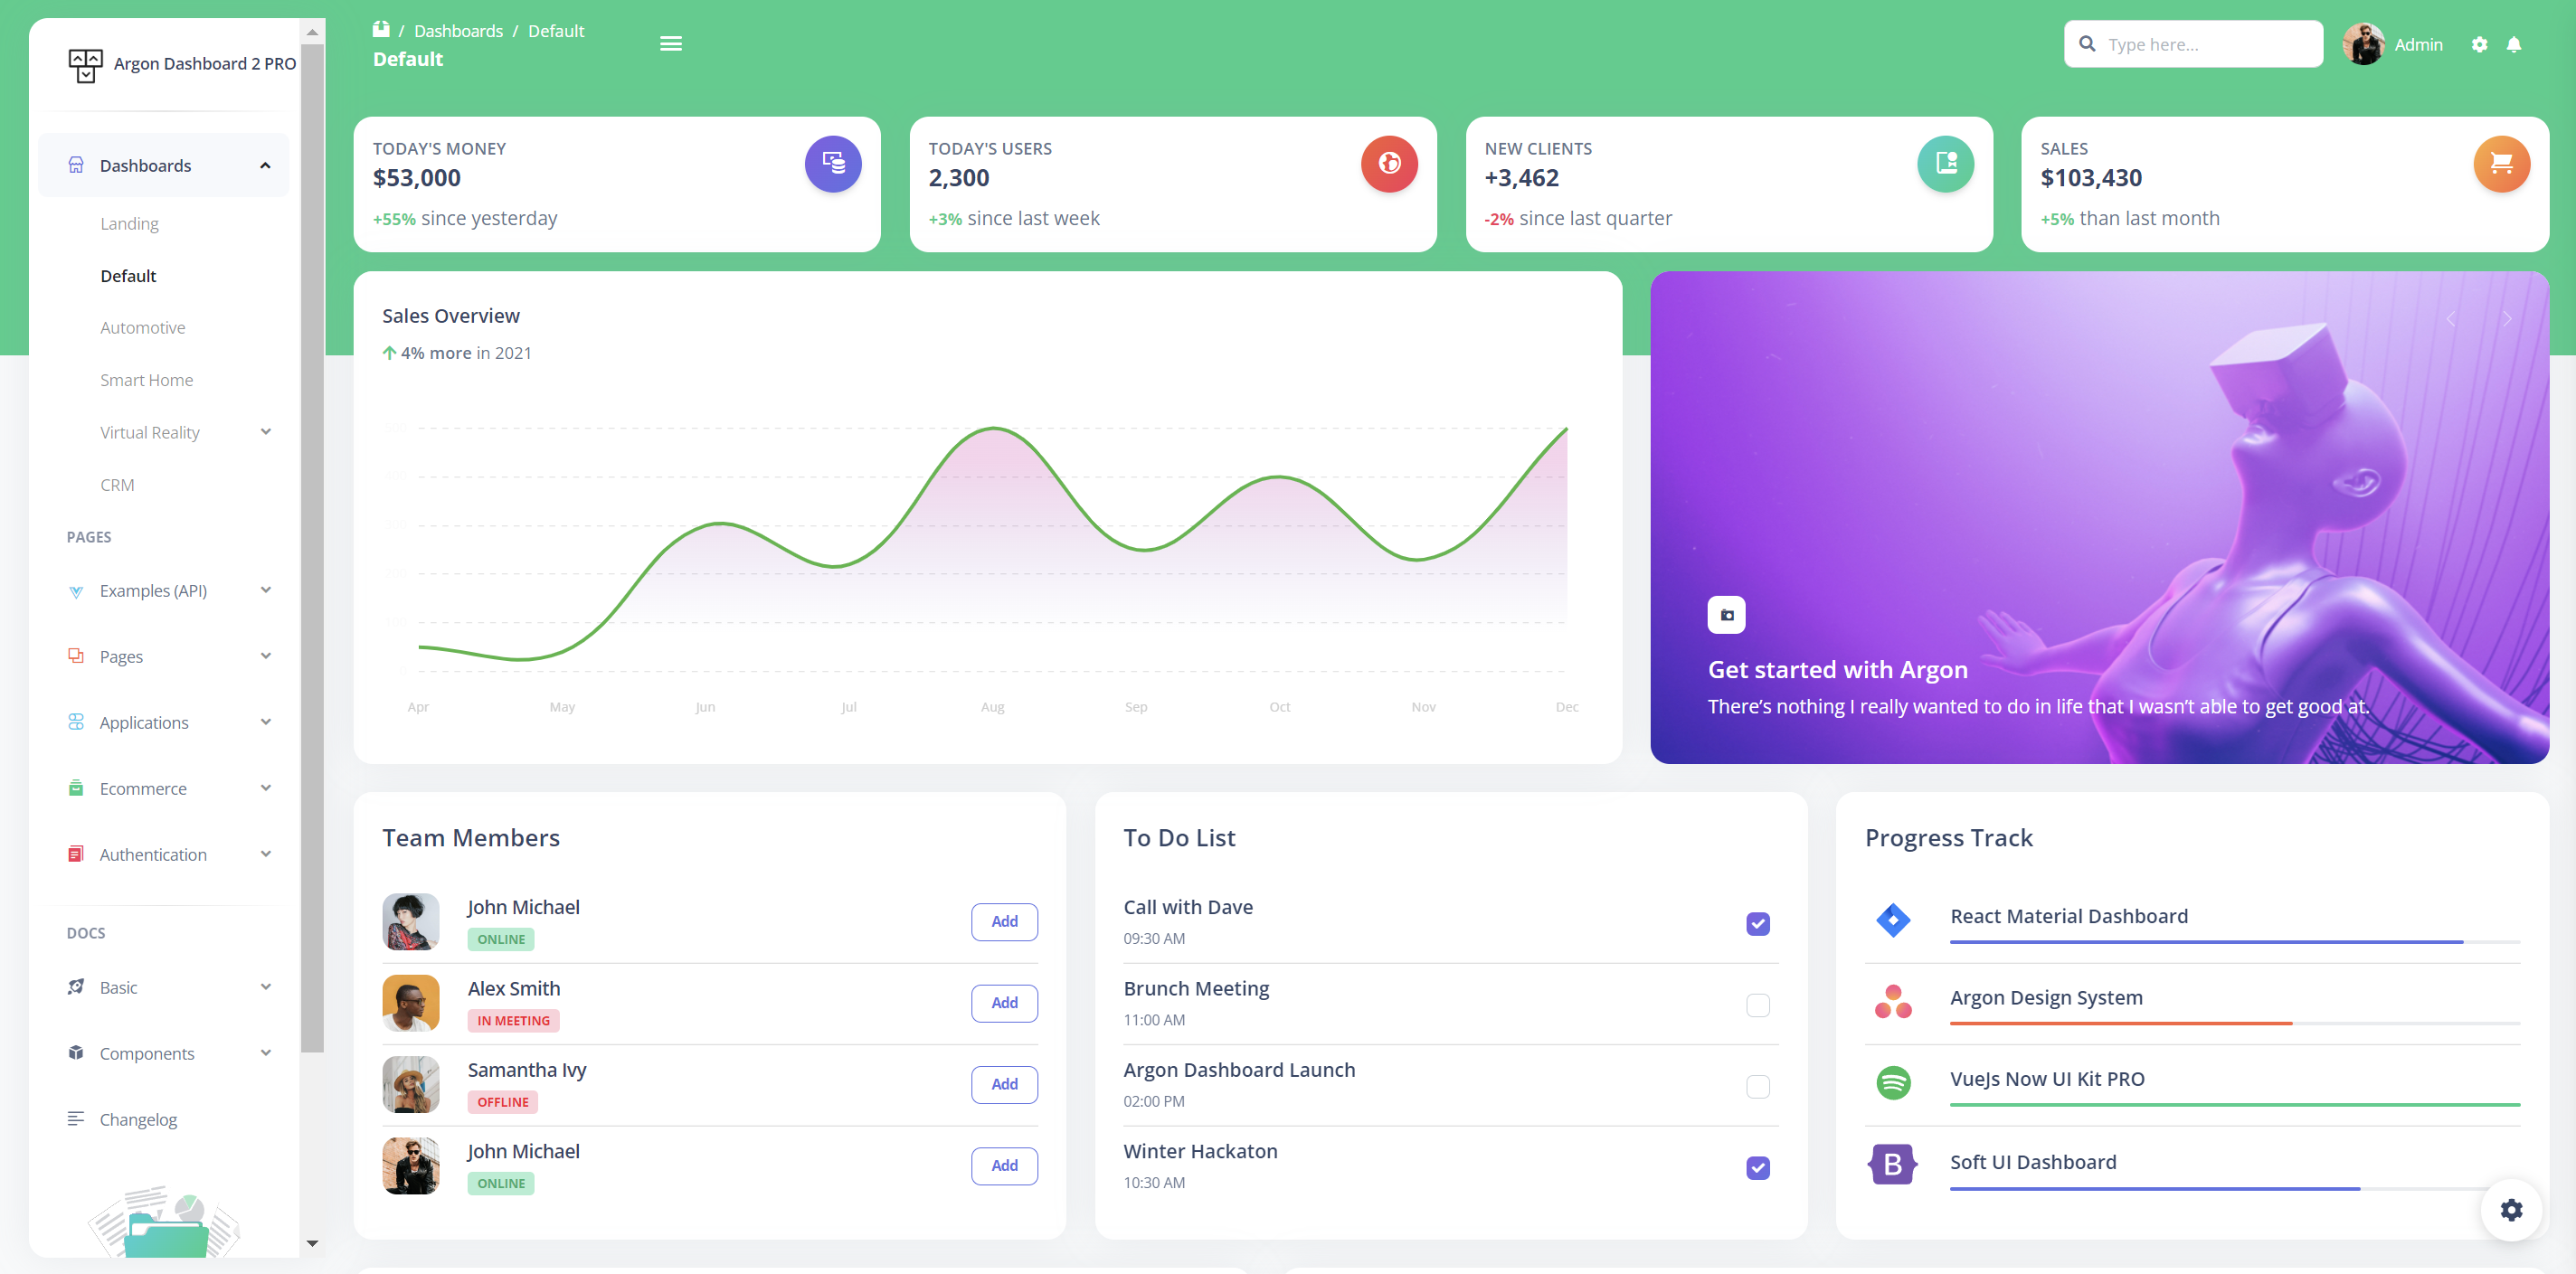 Argon Dashboard 2 PRO
Dashboards
Landing
Default
Automotive
Smart Home
Virtual Reality
CRM
PAGES
Examples (API)
Pages
Applications
Ecommerce
Authentication
DOCS
Basic
Components
Changelog
/ Dashboards / Default
Default
Type here...
Admin
TODAY'S MONEY
$53,000
+55% since yesterday
TODAY'S USERS
2,300
+3% since last week
NEW CLIENTS
+3,462
-2% since last quarter
SALES
$103,430
+5% than last month
Sales Overview
4% more in 2021
Apr May Jun Jul Aug Sep Oct Nov Dec
Get started with Argon
There’s nothing I really wanted to do in life that I wasn’t able to get good at.
Team Members
John Michael
ONLINE
Add
Alex Smith
IN MEETING
Add
Samantha Ivy
OFFLINE
Add
John Michael
ONLINE
Add
To Do List
Call with Dave
09:30 AM
Brunch Meeting
11:00 AM
Argon Dashboard Launch
02:00 PM
Winter Hackaton
10:30 AM
Progress Track
React Material Dashboard
Argon Design System
VueJs Now UI Kit PRO
B
Soft UI Dashboard